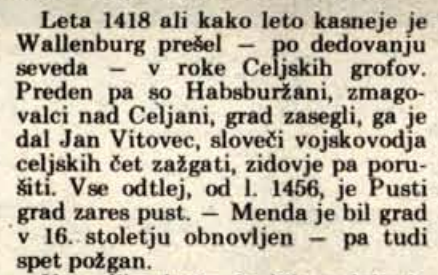 Leta 1418 ali kako leto kasneje je
Wallenburg prešel — po dedovanju
seveda — v roke Celjskih grofov.
Preden pa so Habsburžani, zmago-
valci nad Celjani, grad zasegli, ga je
dal Jan Vitovec, sloveči vojskovodja
celjskih čet zažgati, zidovje pa poru-
šiti. Vse odtlej, od l. 1456, je Pusti
grad zares pust. — Menda je bil grad
v 16. stoletju obnovljen — pa tudi
spet požgan.